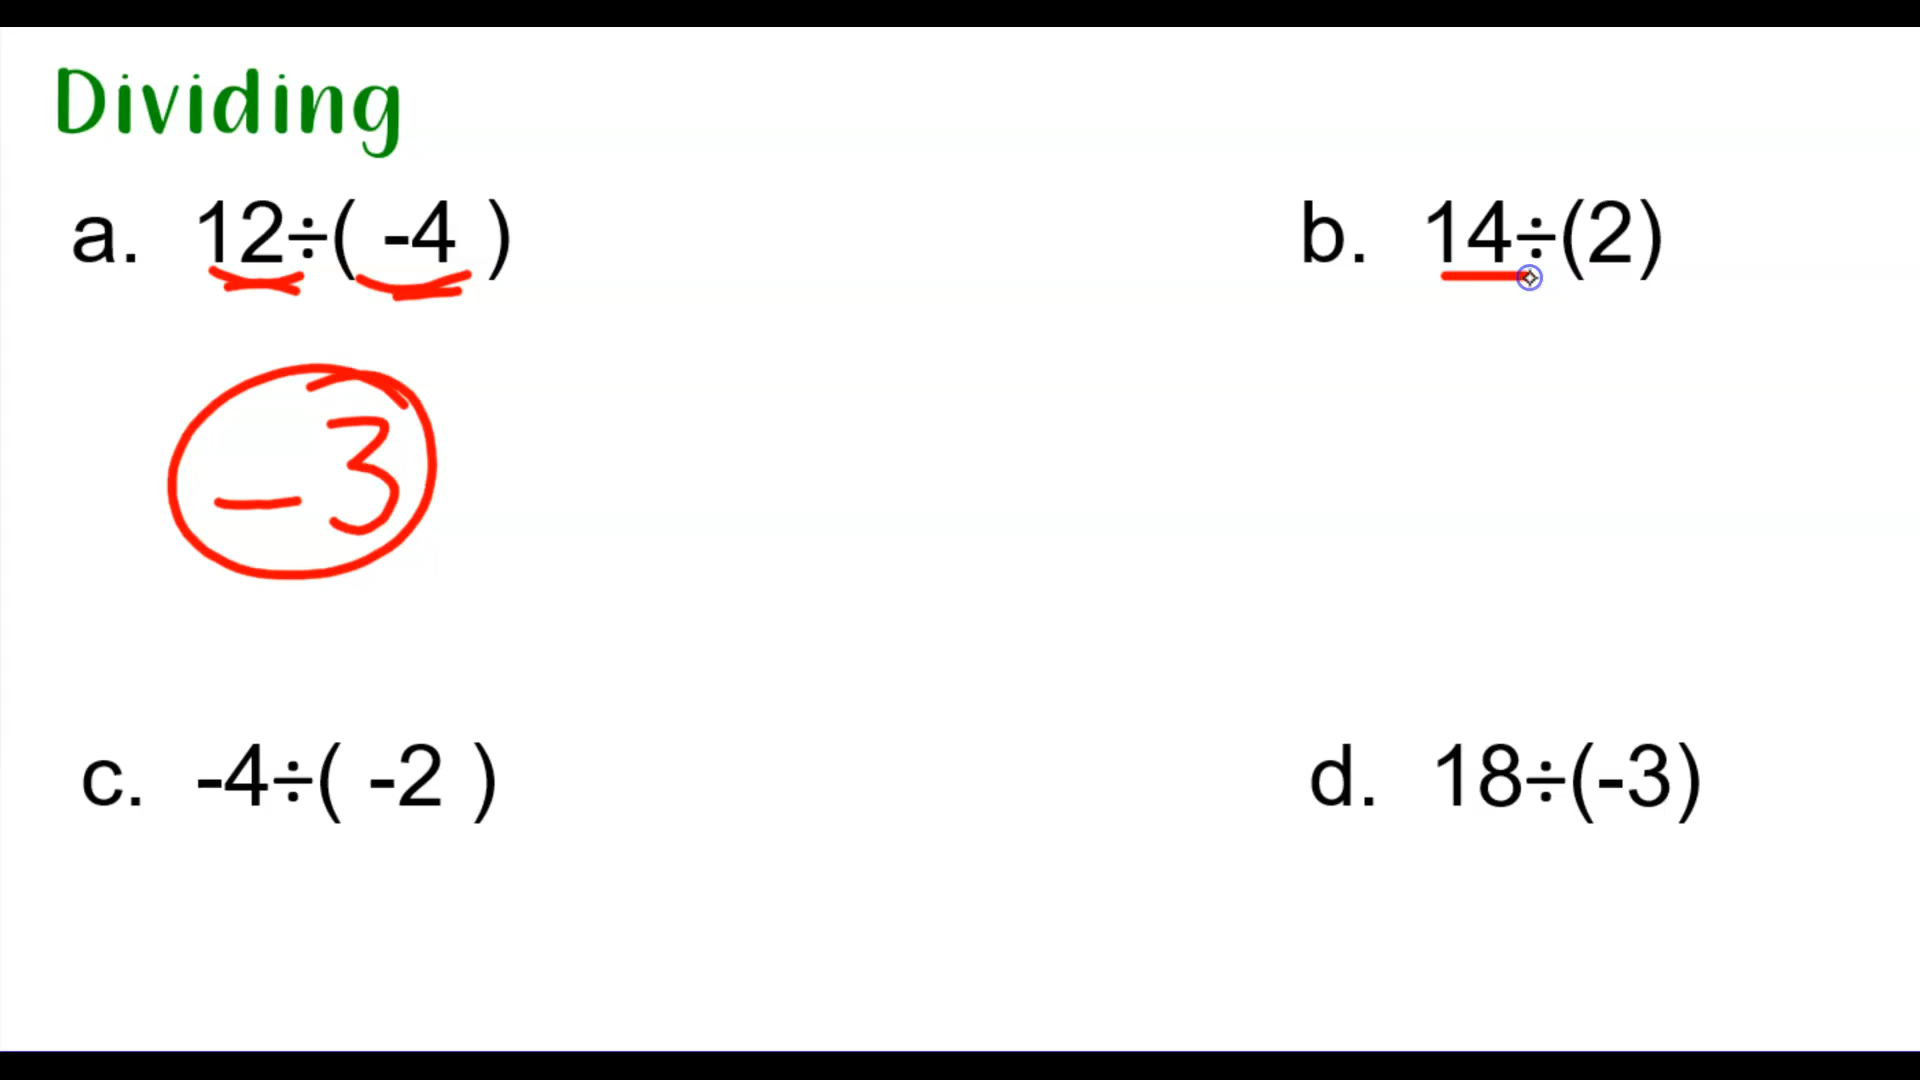 Dividing
a. 12÷( -4 )
b. 14÷(2)
-3
c. -4÷( -2 )
d. 18÷(-3)